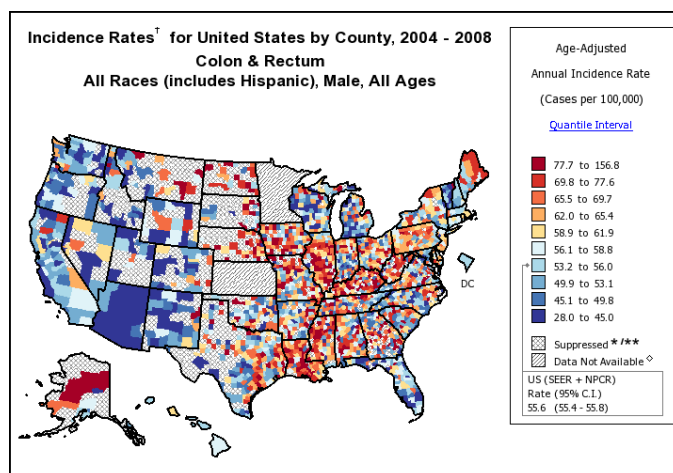 Incidence Rates† for United States by County, 2004 - 2008
Colon & Rectum
All Races (includes Hispanic), Male, All Ages
Age-Adjusted
Annual Incidence Rate
(Cases per 100,000)
Quantile Interval
77.7 to 156.8
69.8 to 77.6
65.5 to 69.7
62.0 to 65.4
58.9 to 61.9
56.1 to 58.8
53.2 to 56.0
49.9 to 53.1
45.1 to 49.8
28.0 to 45.0
Suppressed */**
Data Not Available ◇
US (SEER + NPCR)
Rate (95% C.I.)
55.6 (55.4 - 55.8)
DC